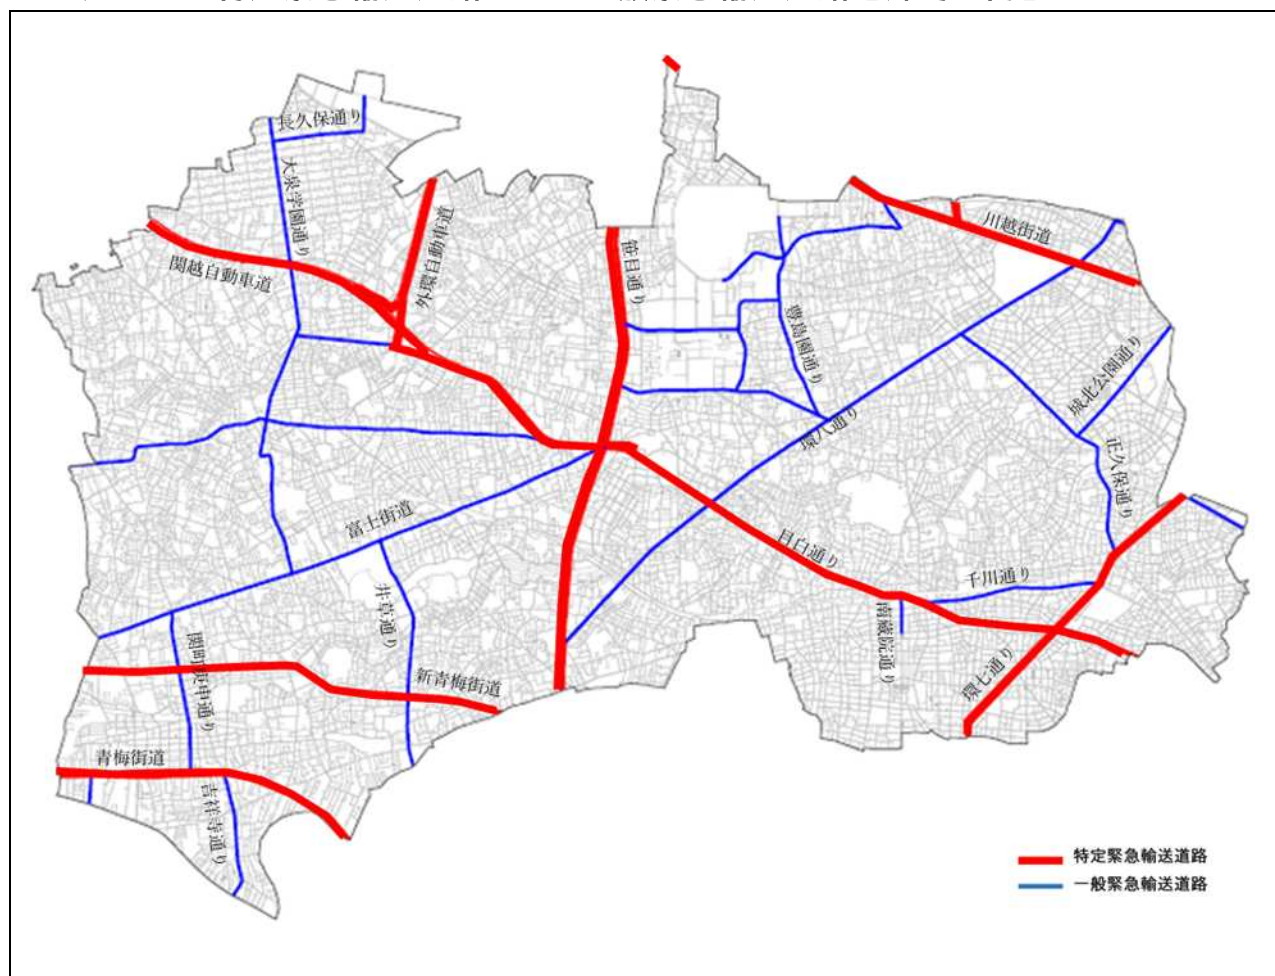 長久保通り
大泉学園通り
外環自動車道
関越自動車道
笹目通り
川越街道
豊島園通り
城北公園通り
環八通り
正久保通り
富士街道
目白通り
千川通り
井草通り
南蔵院通り
関町庚申通り
新青梅街道
環七通り
青梅街道
吉祥寺通り
特定緊急輸送道路
一般緊急輸送道路